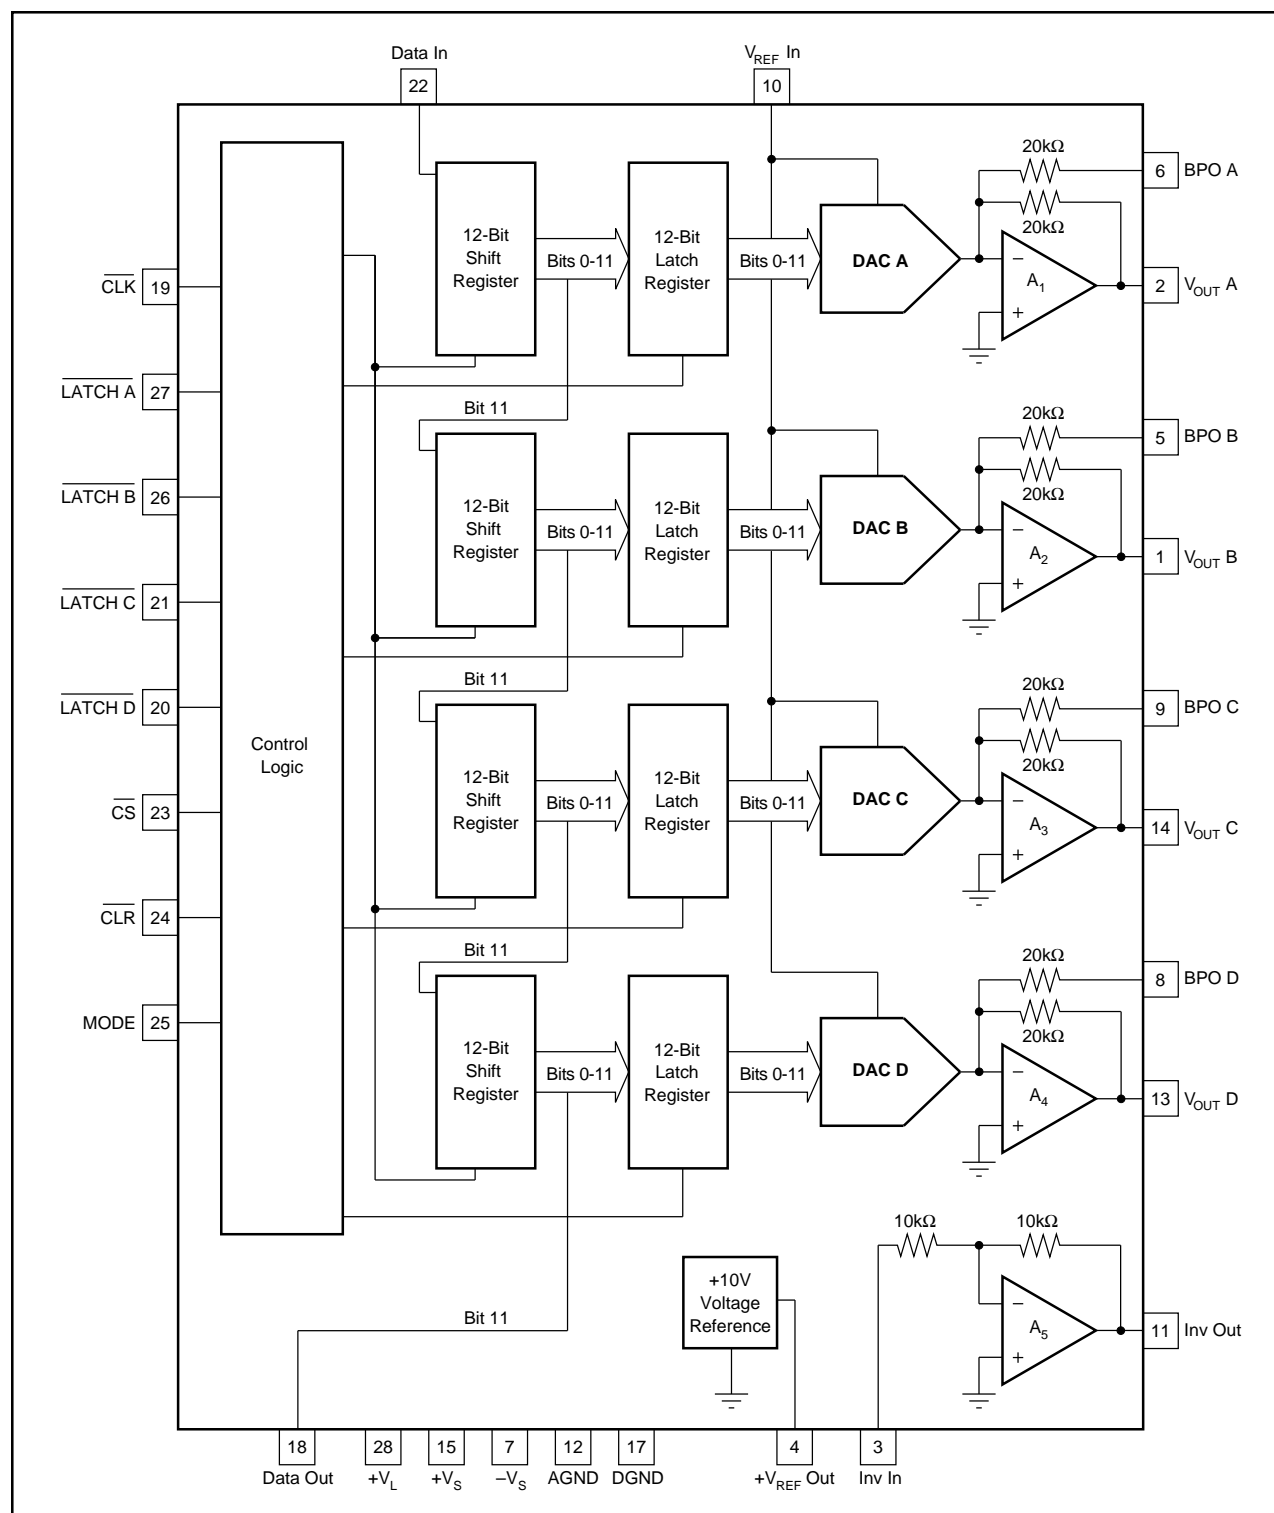 Data In
22
V_REF In
10
20kΩ
6 BPO A
20kΩ
12-Bit
Shift
Register
Bits 0-11
12-Bit
Latch
Register
Bits 0-11
DAC A
−
A1
+
2 V_OUT A
C̅L̅K̅ 19
L̅A̅T̅C̅H̅ ̅A̅ 27
Bit 11
20kΩ
5 BPO B
20kΩ
L̅A̅T̅C̅H̅ ̅B̅ 26
12-Bit
Shift
Register
Bits 0-11
12-Bit
Latch
Register
Bits 0-11
DAC B
−
A2
+
1 V_OUT B
L̅A̅T̅C̅H̅ ̅C̅ 21
Bit 11
L̅A̅T̅C̅H̅ ̅D̅ 20
20kΩ
9 BPO C
20kΩ
Control
Logic
12-Bit
Shift
Register
Bits 0-11
12-Bit
Latch
Register
Bits 0-11
DAC C
−
A3
+
14 V_OUT C
C̅S̅ 23
C̅L̅R̅ 24
Bit 11
20kΩ
8 BPO D
20kΩ
MODE 25
12-Bit
Shift
Register
Bits 0-11
12-Bit
Latch
Register
Bits 0-11
DAC D
−
A4
+
13 V_OUT D
10kΩ
10kΩ
+10V
Voltage
Reference
Bit 11
−
A5
+
11 Inv Out
18 28 15 7 12 17 4 3
Data Out +V_L +V_S –V_S AGND DGND +V_REF Out Inv In